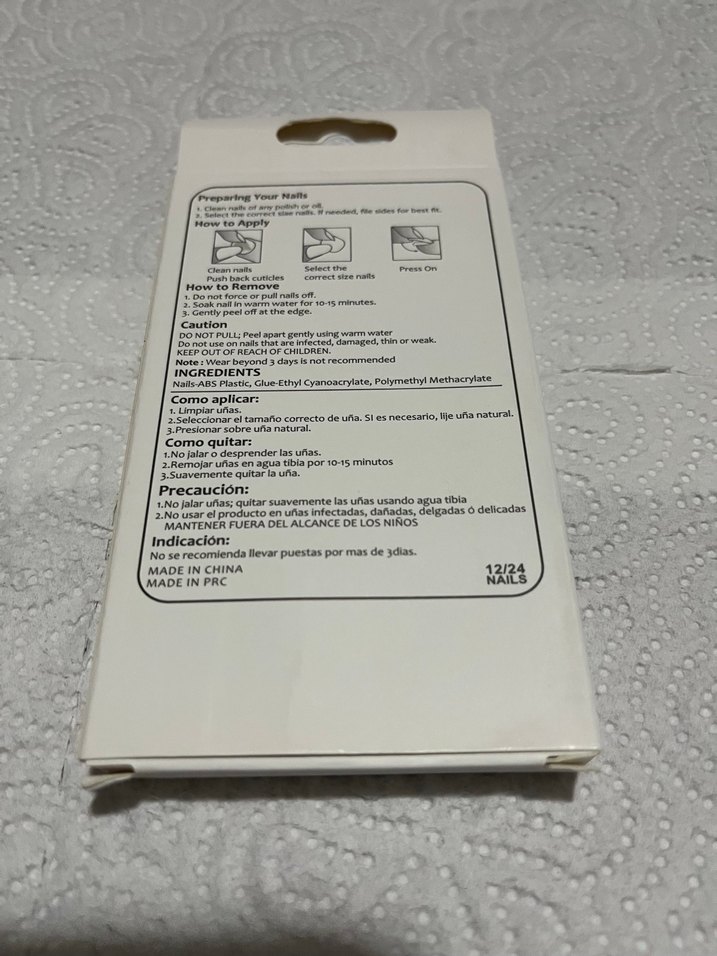 Preparing Your Nails
1. Clean nails of any polish or oil.
2. Select the correct size nails. If needed, file sides for best fit.
How to Apply
Clean nails
Push back cuticles
Select the
correct size nails
Press On
How to Remove
1. Do not force or pull nails off.
2. Soak nail in warm water for 10-15 minutes.
3. Gently peel off at the edge.
Caution
DO NOT PULL; Peel apart gently using warm water
Do not use on nails that are infected, damaged, thin or weak.
KEEP OUT OF REACH OF CHILDREN.
Note : Wear beyond 3 days is not recommended
INGREDIENTS
Nails-ABS Plastic, Glue-Ethyl Cyanoacrylate, Polymethyl Methacrylate
Como aplicar:
1. Limpiar uñas.
2.Seleccionar el tamaño correcto de uña. SI es necesario, lije uña natural.
3.Presionar sobre uña natural.
Como quitar:
1.No jalar o desprender las uñas.
2.Remojar uñas en agua tibia por 10-15 minutos
3.Suavemente quitar la uña.
Precaución:
1.No jalar uñas; quitar suavemente las uñas usando agua tibia
2.No usar el producto en uñas infectadas, dañadas, delgadas ó delicadas
MANTENER FUERA DEL ALCANCE DE LOS NIÑOS
Indicación:
No se recomienda llevar puestas por mas de 3dias.
MADE IN CHINA
MADE IN PRC
12/24
NAILS